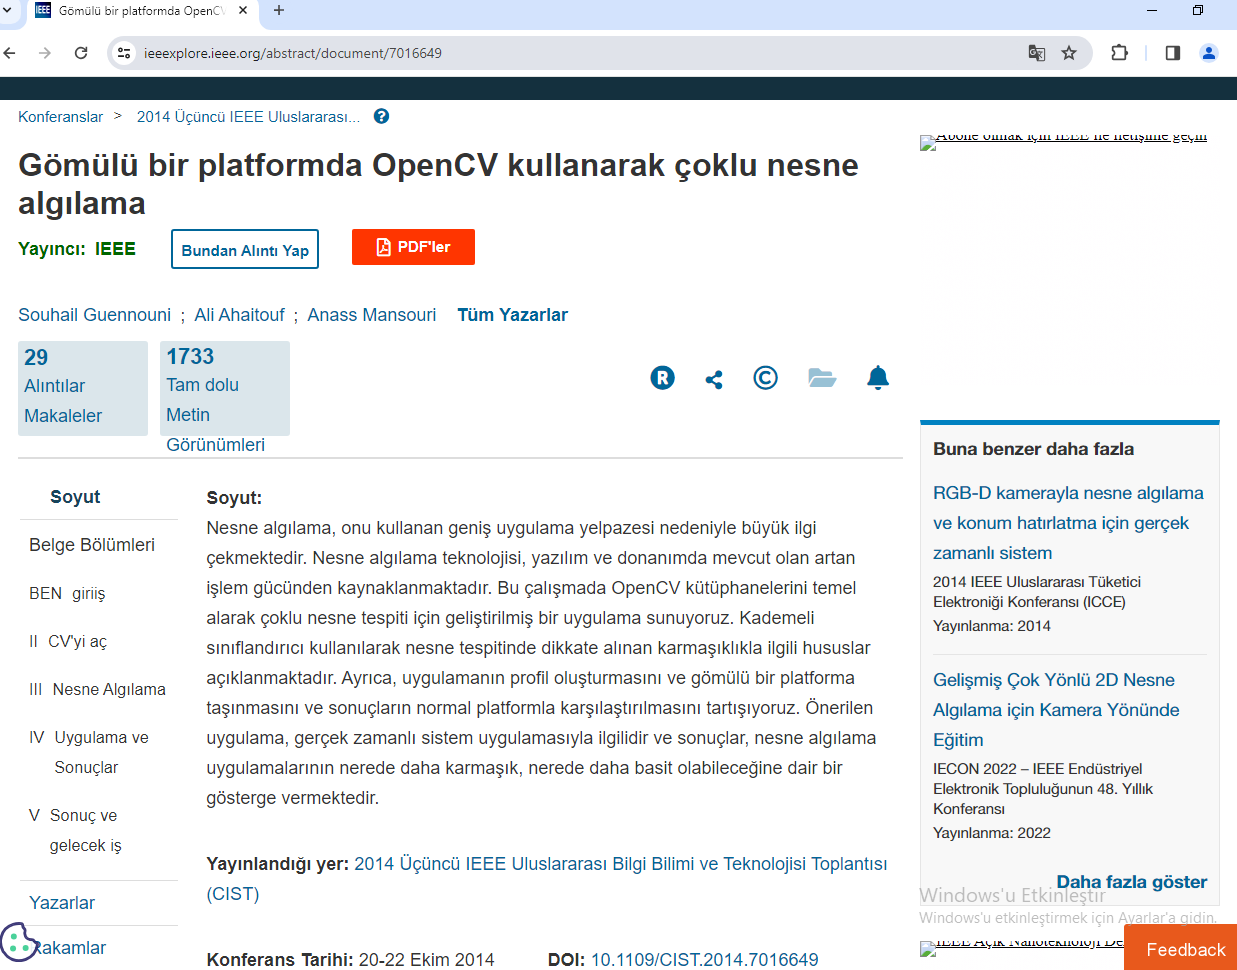 Gömülü bir platformda OpenCV
ieeexplore.ieee.org/abstract/document/7016649
Konferanslar > 2014 Üçüncü IEEE Uluslararası...
Gömülü bir platformda OpenCV kullanarak çoklu nesne
algılama
Yayıncı: IEEE
Bundan Alıntı Yap
PDF'ler
Souhail Guennouni ; Ali Ahaitouf ; Anass Mansouri Tüm Yazarlar
29
Alıntılar
Makaleler
1733
Tam dolu
Metin
Görünümleri
Soyut
Belge Bölümleri
BEN giriiş
II CV'yi aç
III Nesne Algılama
IV Uygulama ve
Sonuçlar
V Sonuç ve
gelecek iş
Yazarlar
Rakamlar
Soyut:
Nesne algılama, onu kullanan geniş uygulama yelpazesi nedeniyle büyük ilgi
çekmektedir. Nesne algılama teknolojisi, yazılım ve donanımda mevcut olan artan
işlem gücünden kaynaklanmaktadır. Bu çalışmada OpenCV kütüphanelerini temel
alarak çoklu nesne tespiti için geliştirilmiş bir uygulama sunuyoruz. Kademeli
sınıflandırıcı kullanılarak nesne tespitinde dikkate alınan karmaşıklıkla ilgili hususlar
açıklanmaktadır. Ayrıca, uygulamanın profil oluşturmasını ve gömülü bir platforma
taşınmasını ve sonuçların normal platformla karşılaştırılmasını tartışıyoruz. Önerilen
uygulama, gerçek zamanlı sistem uygulamasıyla ilgilidir ve sonuçlar, nesne algılama
uygulamalarının nerede daha karmaşık, nerede daha basit olabileceğine dair bir
gösterge vermektedir.
Yayınlandığı yer: 2014 Üçüncü IEEE Uluslararası Bilgi Bilimi ve Teknolojisi Toplantısı
(CIST)
Konferans Tarihi: 20-22 Ekim 2014 DOI: 10.1109/CIST.2014.7016649
Abone olmak için IEEE ile iletişime geçin
Buna benzer daha fazla
RGB-D kamerayla nesne algılama
ve konum hatırlatma için gerçek
zamanlı sistem
2014 IEEE Uluslararası Tüketici
Elektroniği Konferansı (ICCE)
Yayınlanma: 2014
Gelişmiş Çok Yönlü 2D Nesne
Algılama için Kamera Yönünde
Eğitim
IECON 2022 – IEEE Endüstriyel
Elektronik Topluluğunun 48. Yıllık
Konferansı
Yayınlanma: 2022
Daha fazla göster
Windows'u Etkinleştir
Windows'u etkinleştirmek için Ayarlar'a gidin.
IEEE Açık Nanoteknoloji
Feedback